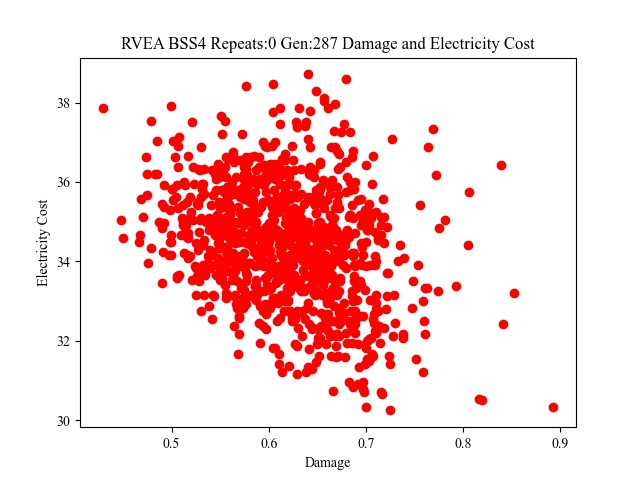 RVEA BSS4 Repeats:0 Gen:287 Damage and Electricity Cost
38
36
34
32
30
Electricity Cost
0.5 0.6 0.7 0.8 0.9
Damage